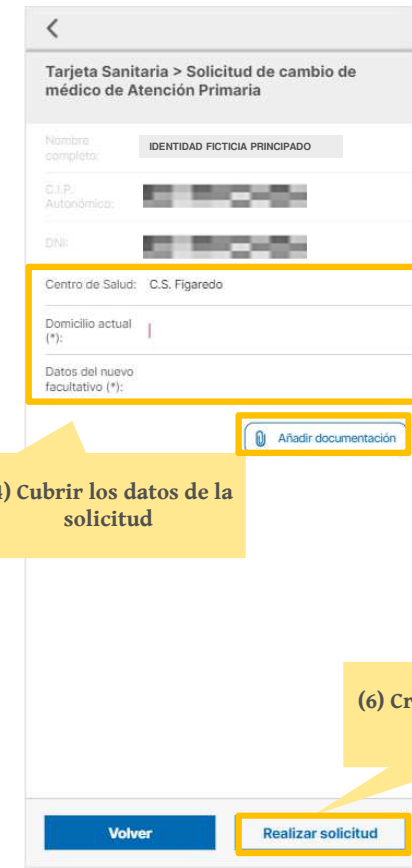 Tarjeta Sanitaria > Solicitud de cambio de
médico de Atención Primaria
Nombre
completo:
IDENTIDAD FICTICIA PRINCIPADO
C.I.P.
Autonómico:
DNI:
Centro de Salud: C.S. Figaredo
Domicilio actual
(*):
Datos del nuevo
facultativo (*):
Añadir documentación
) Cubrir los datos de la
solicitud
(6) Cr
Volver
Realizar solicitud